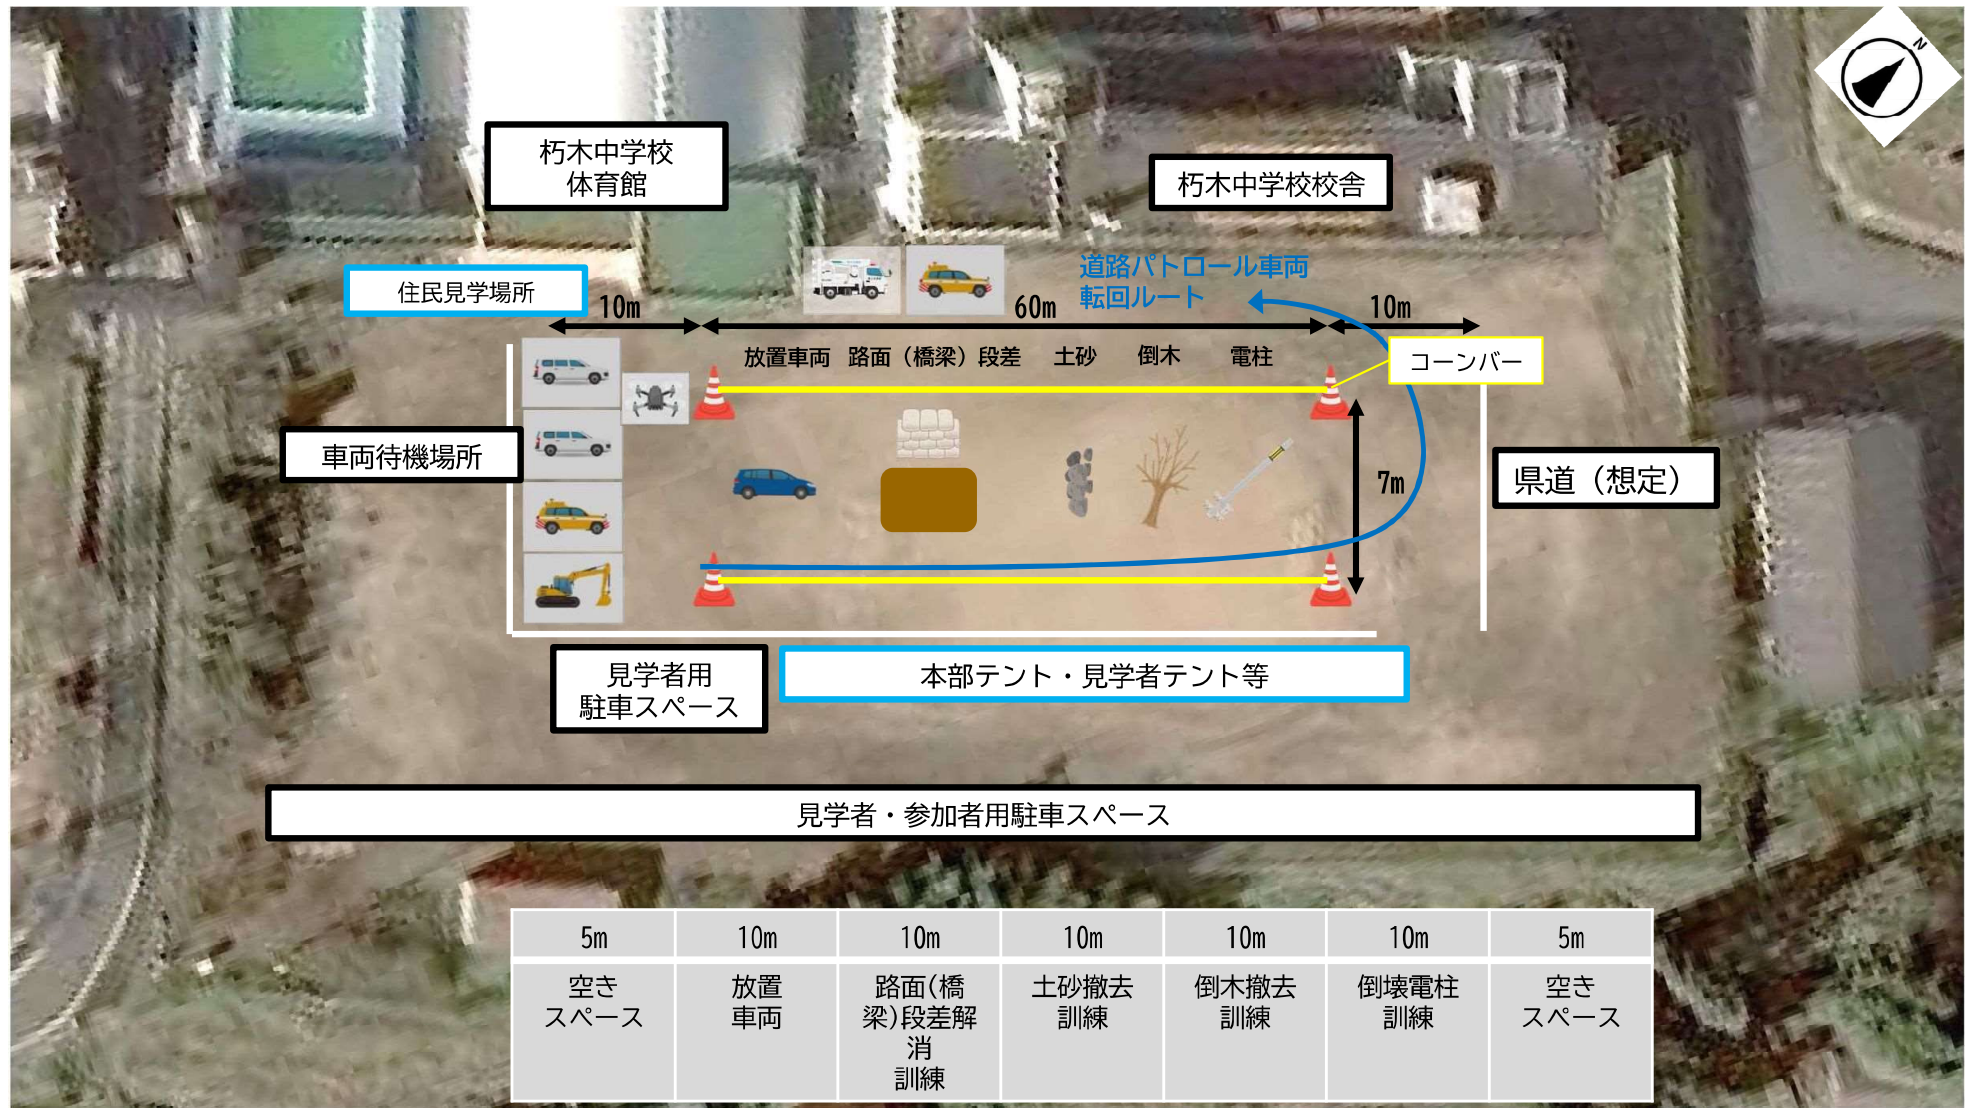 N
朽木中学校
体育館
朽木中学校校舎
住民見学場所
道路パトロール車両
転回ルート
10m
60m
10m
放置車両
路面（橋梁）段差
土砂
倒木
電柱
コーンバー
車両待機場所
7m
県道（想定）
見学者用
駐車スペース
本部テント・見学者テント等
見学者・参加者用駐車スペース
5m
10m
10m
10m
10m
10m
5m
空き
スペース
放置
車両
路面(橋
梁)段差解
消
訓練
土砂撤去
訓練
倒木撤去
訓練
倒壊電柱
訓練
空き
スペース